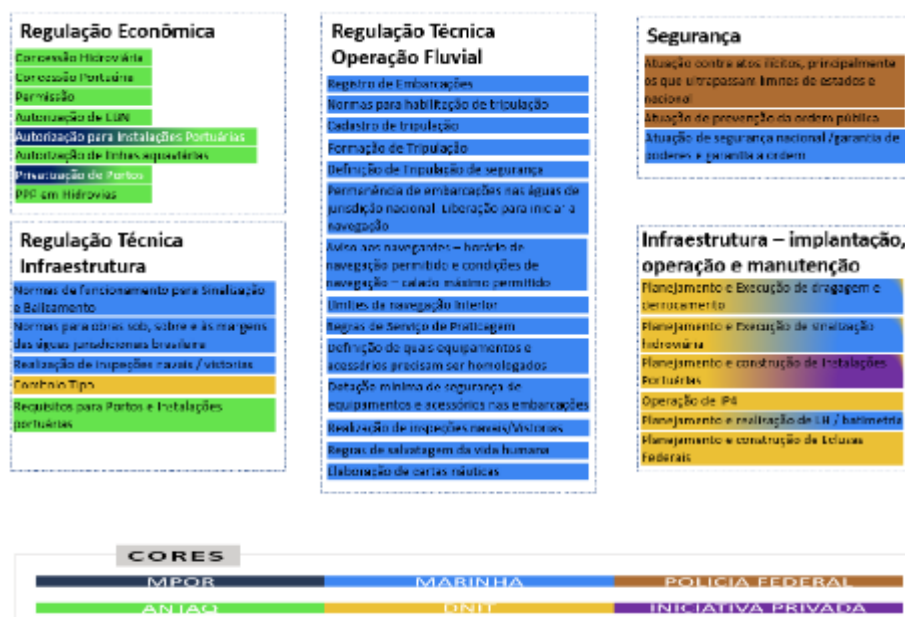 Regulação Econômica
Concessão Hidroviária
Concessão Portuária
Permissão
Autorização de EBN
Autorização para Instalações Portuárias
Autorização de linhas aquaviárias
Privatização de Portos
PPP em Hidrovias
Regulação Técnica
Infraestrutura
Normas de funcionamento para Sinalização
e Balizamento
Normas para obras sob, sobre e às margens
das águas jurisdicionais brasileira
Realização de inspeções navais / vistorias
Comboio Tipo
Requisitos para Portos e Instalações
portuárias
Regulação Técnica
Operação Fluvial
Registro de Embarcações
Normas para habilitação de tripulação
Cadastro de tripulação
Formação de Tripulação
Definição de Tripulação de segurança
Permanência de embarcações nas águas de
jurisdição nacional. Liberação para iniciar a
navegação
Aviso aos navegantes – horário de
navegação permitido e condições de
navegação – calado máximo permitido
Limites da navegação Interior
Regras de Serviço de Praticagem
Definição de quais equipamentos e
acessórios precisam ser homologados
Dotação mínima de segurança de
equipamentos e acessórios nas embarcações
Realização de inspeções navais/Vistorias
Regras de salvatagem da vida humana
Elaboração de cartas náuticas
Segurança
Atuação contra atos ilícitos, principalmente
os que ultrapassam limites de estados e
nacional
Atuação de prevenção da ordem pública
Atuação de segurança nacional /garantia de
poderes e garantia a ordem
Infraestrutura – implantação,
operação e manutenção
Planejamento e Execução de dragagem e
derrocamento
Planejamento e Execução de sinalização
hidroviária
Planejamento e construção de Instalações
Portuárias
Operação de IP4
Planejamento e realização de LH / batimetria
Planejamento e construção de Eclusas
Federais
CORES
MPOR
MARINHA
POLICIA FEDERAL
ANTAQ
DNIT
INICIATIVA PRIVADA